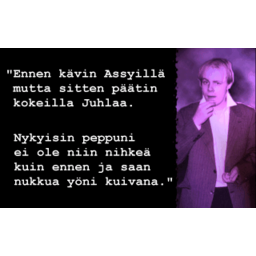 "Ennen kävin Assyillä
mutta sitten päätin
kokeilla Juhlaa.
Nykyisin peppuni
ei ole niin nihkeä
kuin ennen ja saan
nukkua yöni kuivana."